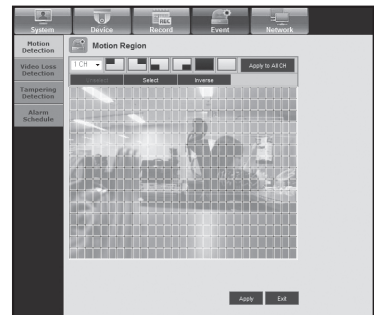 System Device Record Event Network
Motion Detection
Motion Region
Video Loss Detection
1 CH
Apply to All CH
Unselect Select Inverse
Tampering Detection
Alarm Schedule
Apply Exit